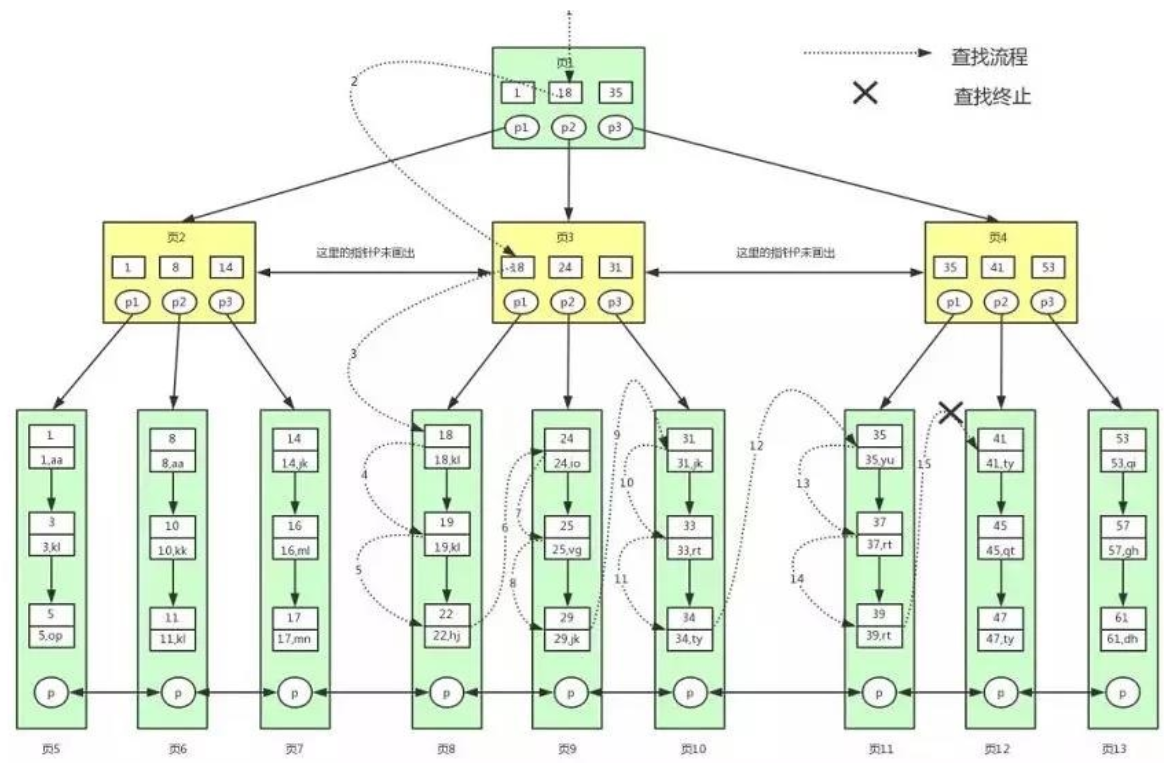 1
页1
查找流程
2
1 18 35
查找终止
p1 p2 p3
页2 页3 页4
这里的指针P未画出 这里的指针P未画出
1 8 14 18 24 31 35 41 53
p1 p2 p3 p1 p2 p3 p1 p2 p3
3
1 8 14 18 24 31 35 41 53
1,aa 8,aa 14,jk 18,kl 24,io 31,jk 35,yu 41,ty 53,qi
9 12 15
4 10 13
3 10 16 19 25 33 37 45 57
3,kl 10,kk 16,ml 19,kl 25,vg 33,rt 37,rt 45,qt 57,gh
6 7
5 8 11 14
5 11 17 22 29 34 39 47 61
5,op 11,kl 17,mn 22,hj 29,jk 34,ty 39,rt 47,ty 61,dh
p p p p p p p p p
页5 页6 页7 页8 页9 页10 页11 页12 页13